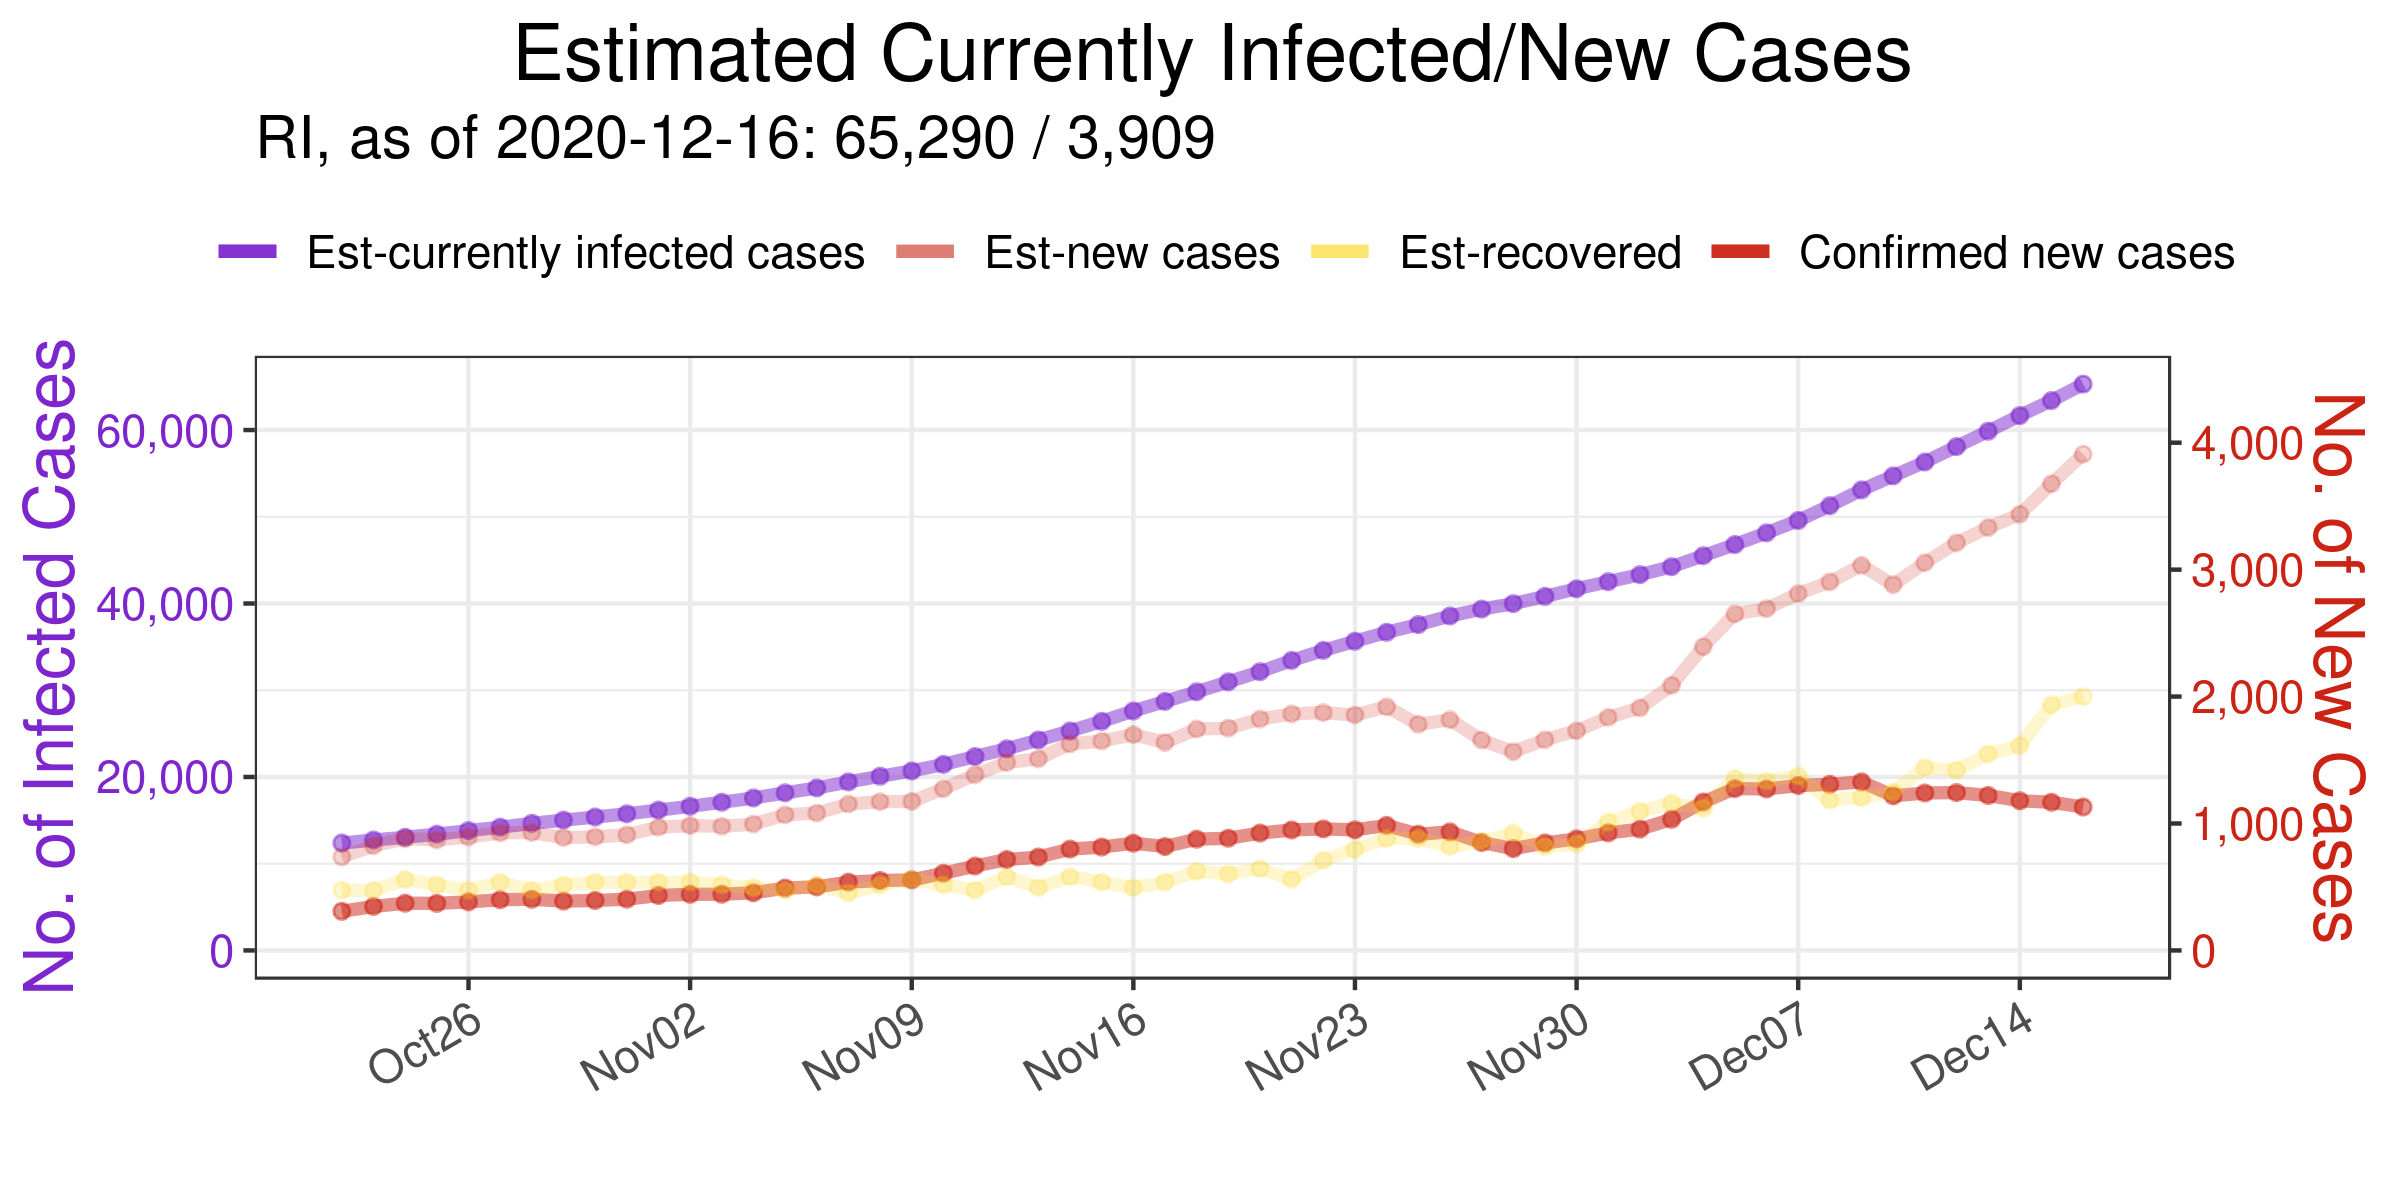 Estimated Currently Infected/New Cases
RI, as of 2020-12-16: 65,290 / 3,909
Est-currently infected cases Est-new cases Est-recovered Confirmed new cases
No. of Infected Cases
60,000
40,000
20,000
0
4,000
3,000
2,000
1,000
0
No. of New Cases
Oct26 Nov02 Nov09 Nov16 Nov23 Nov30 Dec07 Dec14